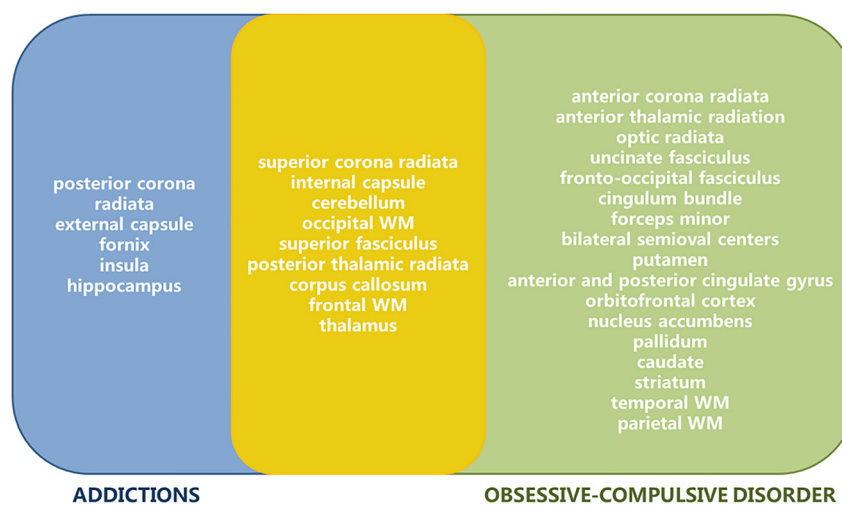 posterior corona
radiata
external capsule
fornix
insula
hippocampus
superior corona radiata
internal capsule
cerebellum
occipital WM
superior fasciculus
posterior thalamic radiata
corpus callosum
frontal WM
thalamus
anterior corona radiata
anterior thalamic radiation
optic radiata
uncinate fasciculus
fronto-occipital fasciculus
cingulum bundle
forceps minor
bilateral semioval centers
putamen
anterior and posterior cingulate gyrus
orbitofrontal cortex
nucleus accumbens
pallidum
caudate
striatum
temporal WM
parietal WM
ADDICTIONS
OBSESSIVE-COMPULSIVE DISORDER